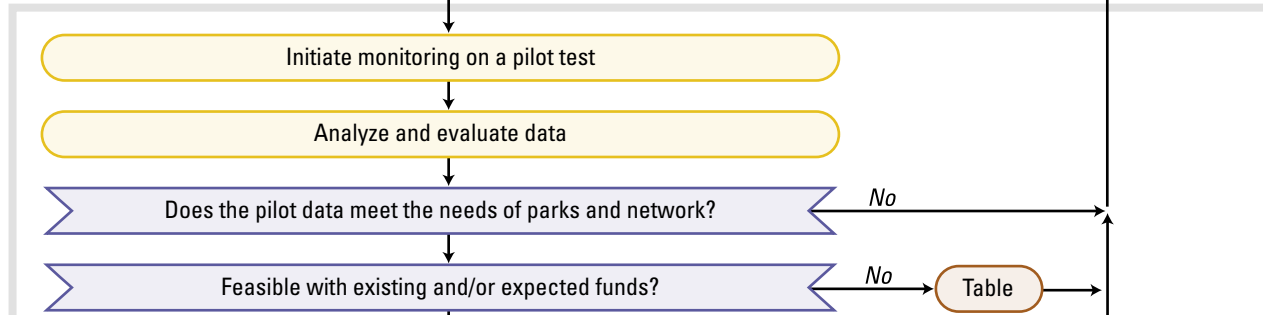 Initiate monitoring on a pilot test
Analyze and evaluate data
Does the pilot data meet the needs of parks and network?
No
Feasible with existing and/or expected funds?
No
Table